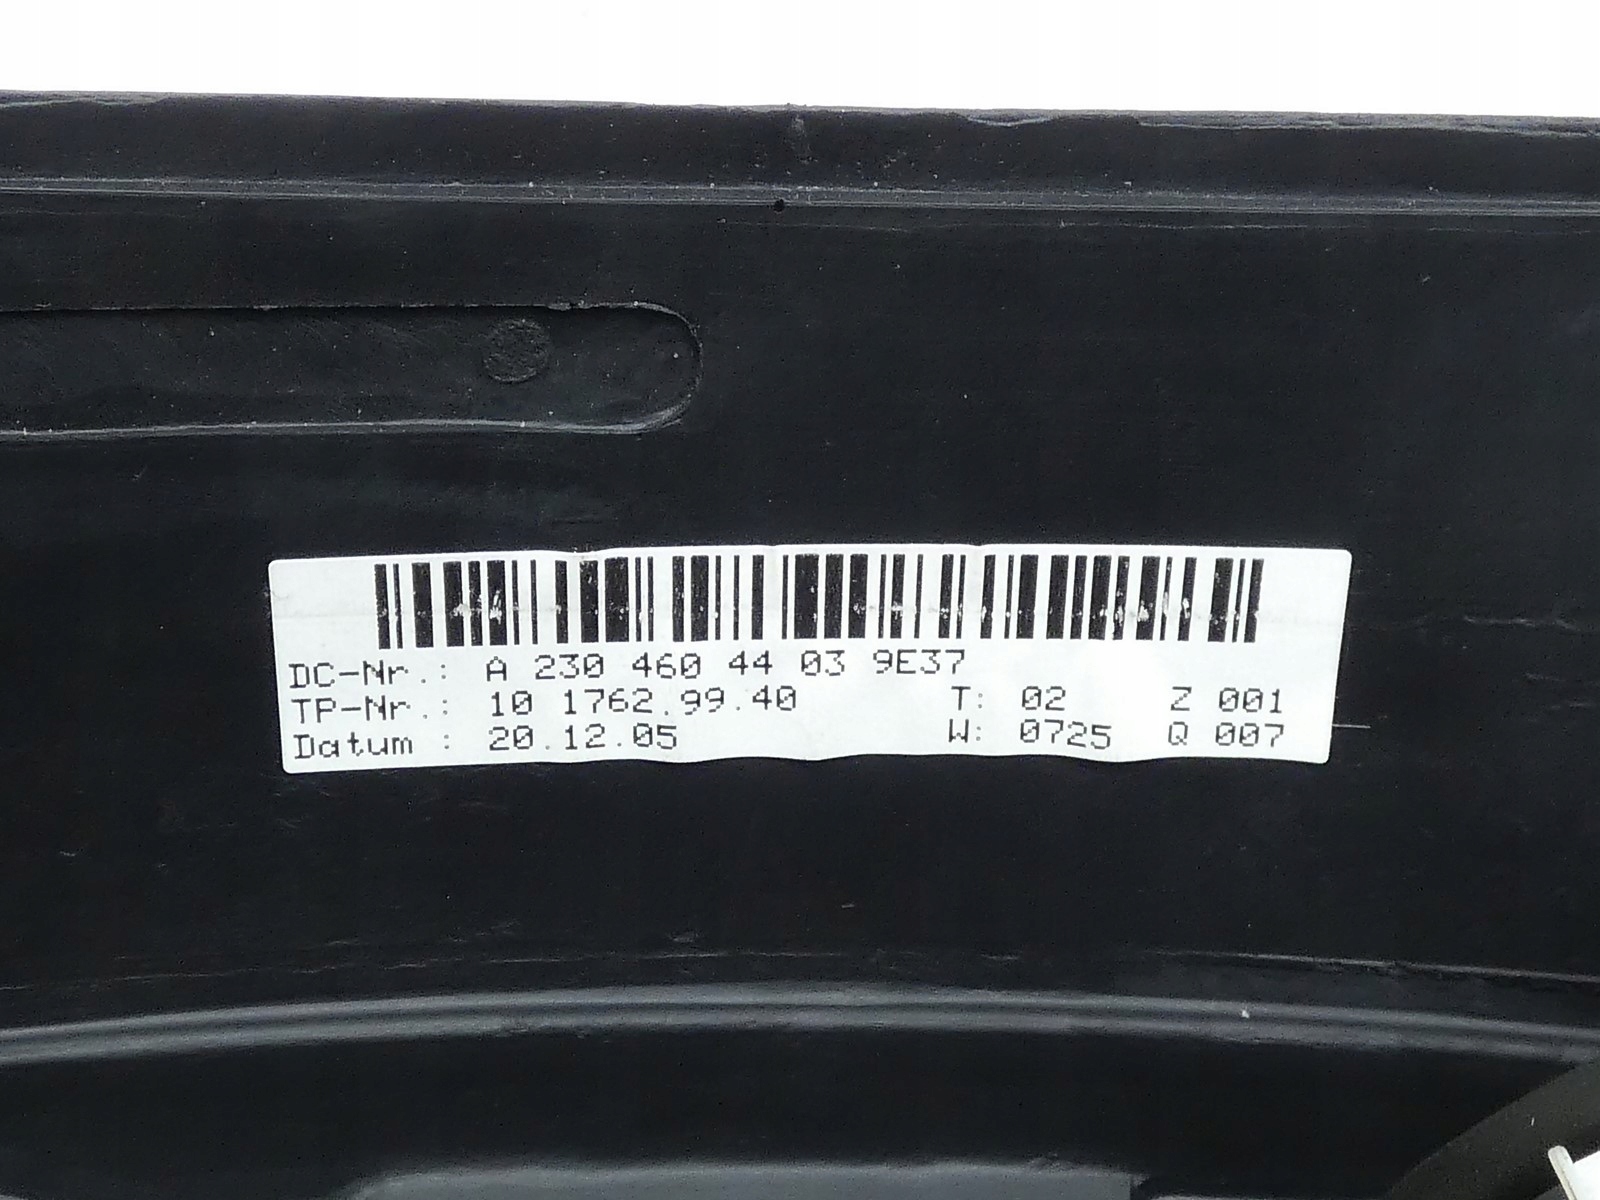 DC-Nr.: A 230 460 44 03 9E37
TP-Nr.: 10 1762.99.40 T: 02 Z 001
Datum : 20.12.05 W: 0725 Q 007